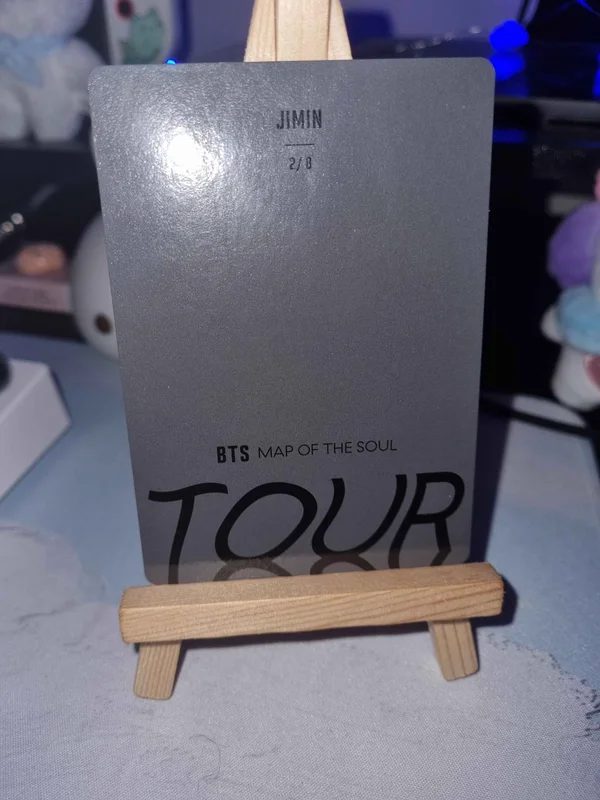 JIMIN
2/8
BTS MAP OF THE SOUL
TOUR